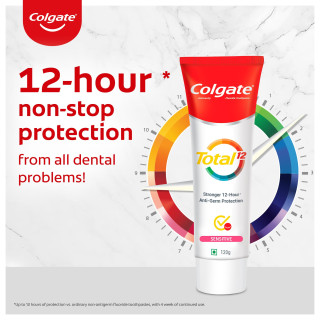 Colgate
12-hour *
non-stop
protection
from all dental
problems!
Colgate
Total 12
Stronger 12-Hour
Anti-Germ Protection
SENSITIVE
120g